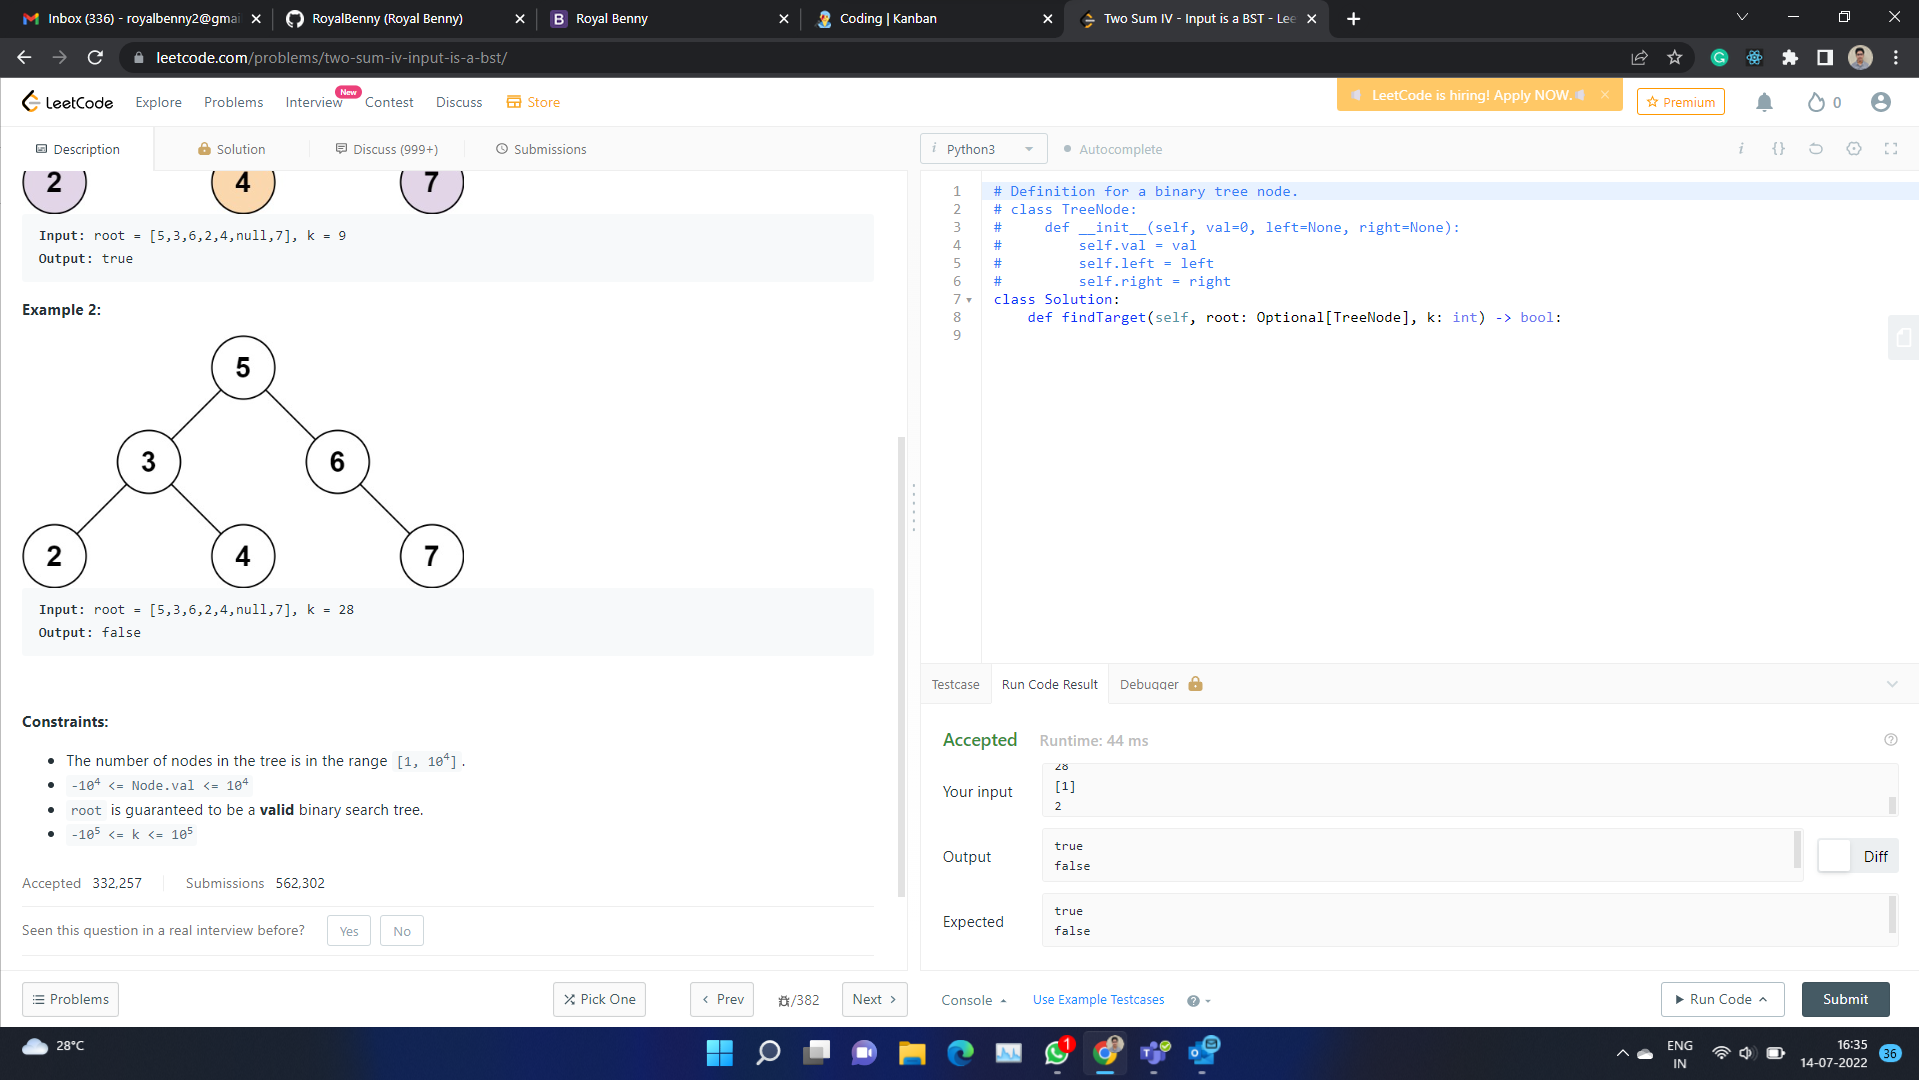 Inbox (336) - royalbenny2@gmai
RoyalBenny (Royal Benny)
Royal Benny
Coding | Kanban
Two Sum IV - Input is a BST - Lee
leetcode.com/problems/two-sum-iv-input-is-a-bst/
LeetCode
Explore
Problems
Interview
New
Contest
Discuss
Store
LeetCode is hiring! Apply NOW.
Premium
0
Description
Solution
Discuss (999+)
Submissions
i Python3
Autocomplete
i {}
2 4 7
Input: root = [5,3,6,2,4,null,7], k = 9
Output: true
Example 2:
5
3 6
2 4 7
Input: root = [5,3,6,2,4,null,7], k = 28
Output: false
Constraints:
The number of nodes in the tree is in the range [1, 10⁴].
-10⁴ <= Node.val <= 10⁴
root is guaranteed to be a valid binary search tree.
-10⁵ <= k <= 10⁵
Accepted 332,257 Submissions 562,302
Seen this question in a real interview before? Yes No
Problems
Pick One
Prev
/382
Next
1 # Definition for a binary tree node.
2 # class TreeNode:
3 #     def __init__(self, val=0, left=None, right=None):
4 #         self.val = val
5 #         self.left = left
6 #         self.right = right
7 class Solution:
8     def findTarget(self, root: Optional[TreeNode], k: int) -> bool:
9
Testcase
Run Code Result
Debugger
Accepted Runtime: 44 ms
Your input
28
[1]
2
Output
true
false
Diff
Expected
true
false
Console
Use Example Testcases
Run Code
Submit
28°C
1
ENG
IN
16:35
14-07-2022
36